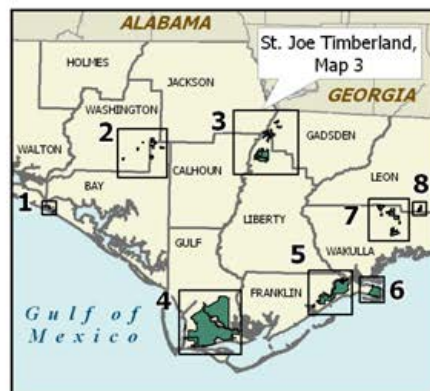 ALABAMA
St. Joe Timberland,
Map 3
HOLMES
JACKSON
GEORGIA
WASHINGTON
2
3
GADSDEN
WALTON
CALHOUN
LEON
8
BAY
1
LIBERTY
7
GULF
5
WAKULLA
4
FRANKLIN
6
Gulf of
Mexico